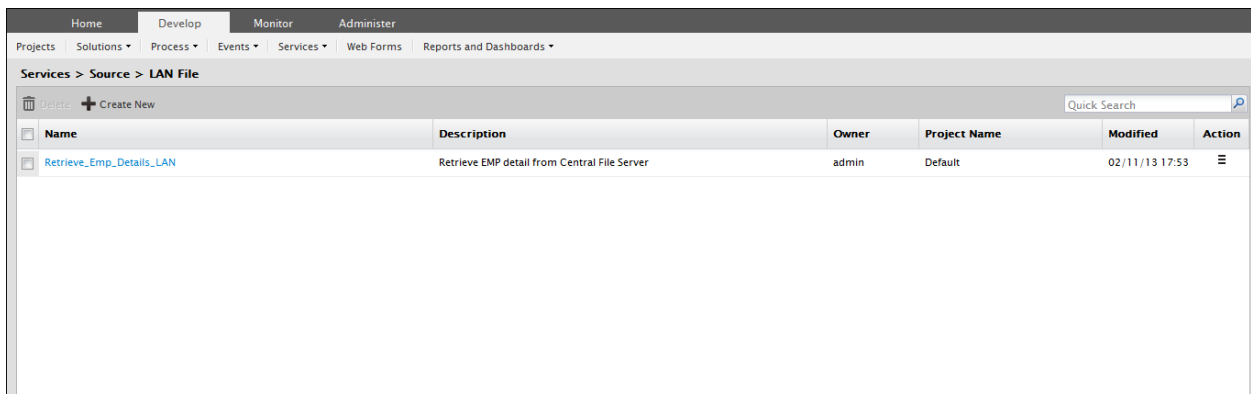 Home Develop Monitor Administer
Projects Solutions Process Events Services Web Forms Reports and Dashboards
Services > Source > LAN File
Delete Create New Quick Search
Name Description Owner Project Name Modified Action
Retrieve_Emp_Details_LAN Retrieve EMP detail from Central File Server admin Default 02/11/13 17:53